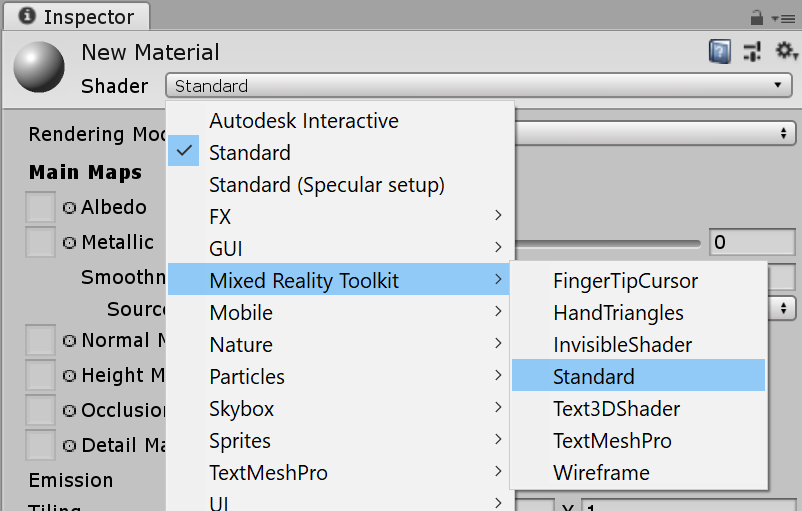 Inspector
New Material
Shader Standard
Autodesk Interactive
Rendering Mo
Standard
Main Maps
Standard (Specular setup)
Albedo
FX
Metallic
GUI
0
Smoothn
Mixed Reality Toolkit
FingerTipCursor
Sourc
Mobile
HandTriangles
Normal M
Nature
InvisibleShader
Height M
Particles
Standard
Occlusion
Skybox
Text3DShader
Detail Ma
Sprites
TextMeshPro
Emission
TextMeshPro
Wireframe
Tiling
UI
Y 1